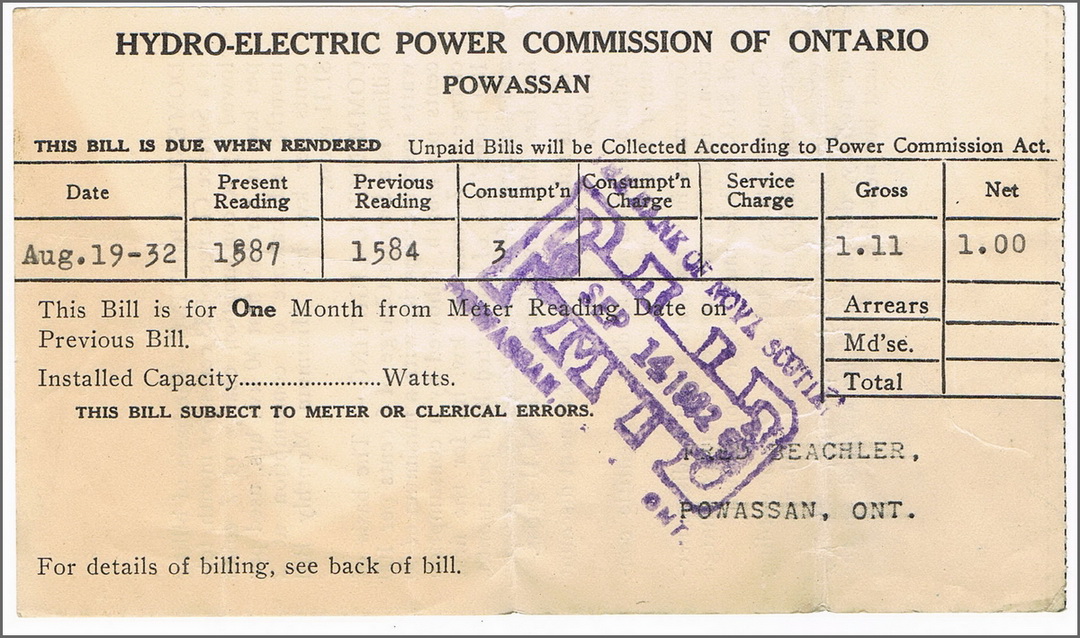 HYDRO-ELECTRIC POWER COMMISSION OF ONTARIO
POWASSAN
THIS BILL IS DUE WHEN RENDERED Unpaid Bills will be Collected According to Power Commission Act.
Date Present Reading Previous Reading Consumpt'n Consumpt'n Charge Service Charge Gross Net
Aug.19-32 1587 1584 3 1.11 1.00
This Bill is for One Month from Meter Reading Date on
Previous Bill.
Arrears
Md'se.
Installed Capacity........................Watts.
Total
THIS BILL SUBJECT TO METER OR CLERICAL ERRORS.
BANK OF NOVA SCOTIA
SEP 14 1932
POWASSAN,
ONT.
FRED BEACHLER,
POWASSAN, ONT.
For details of billing, see back of bill.